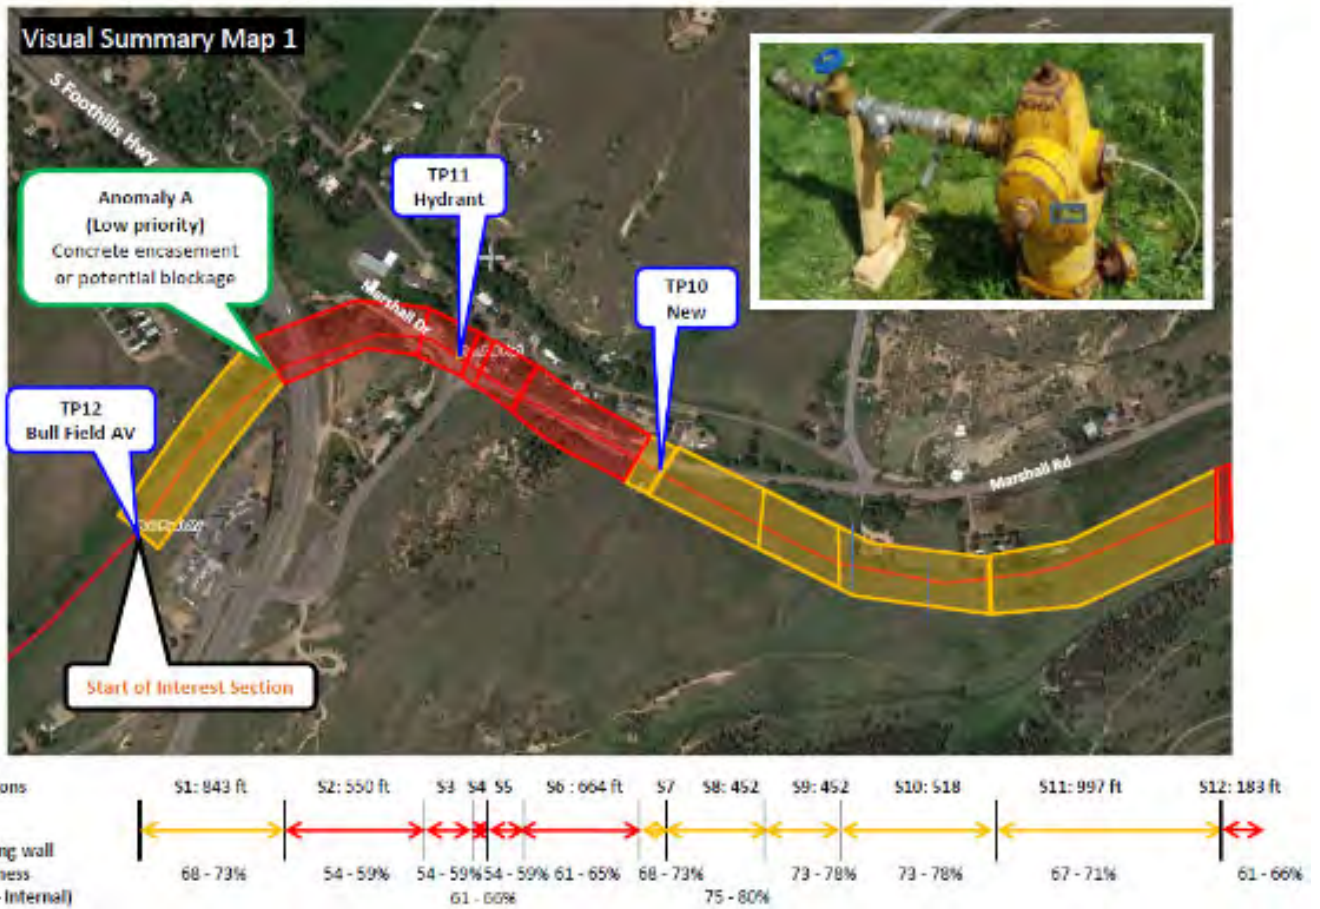 Visual Summary Map 1
S Foothills Hwy
Anomaly A
(Low priority)
Concrete encasement
or potential blockage
TP11
Hydrant
TP10
New
Marshall Dr
TP12
Bull Field AV
Marshall Rd
Start of Interest Section
ons S1: 843 ft S2: 550 ft S3 S4 S5 S6 : 664 ft S7 S8: 452 S9: 452 S10: 518 S11: 997 ft S12: 183 ft
ng wall
ness 68 - 73% 54 - 59% 54 - 59% 54 - 59% 61 - 65% 68 - 73% 73 - 78% 73 - 78% 67 - 71% 61 - 66%
Internal) 61 - 66% 75 - 80%